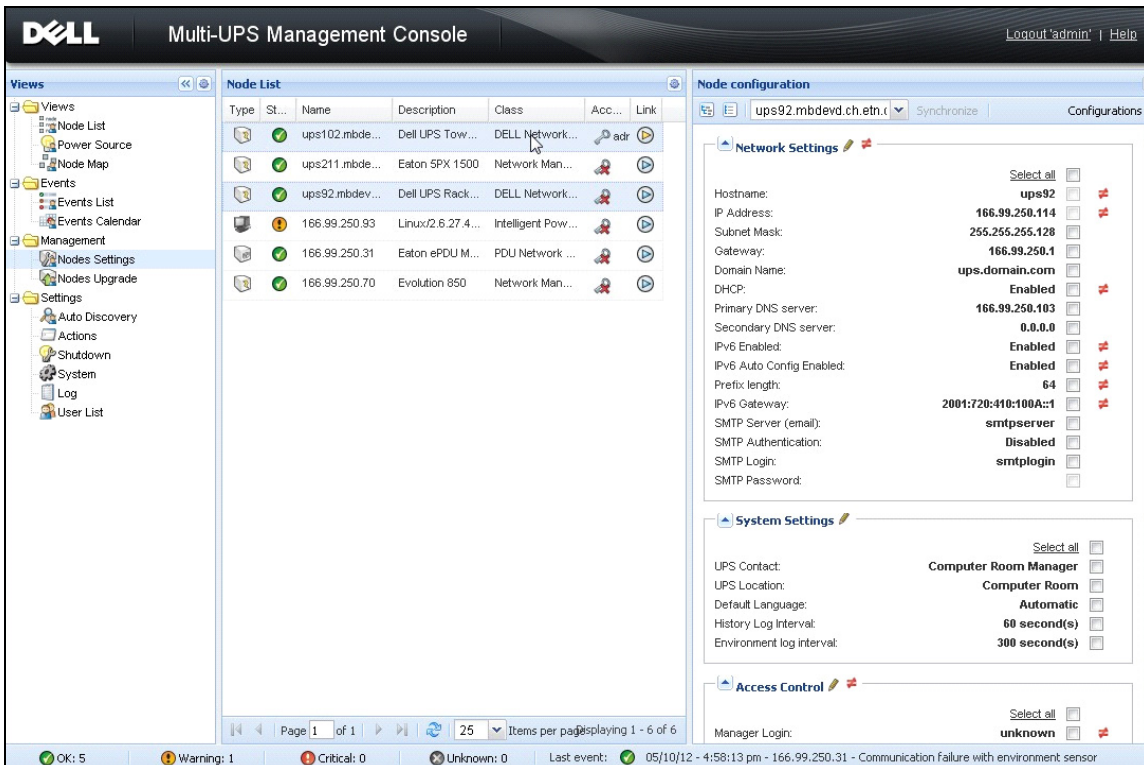 DELL Multi-UPS Management Console Logout 'admin' | Help
Views
Views
Node List
Power Source
Node Map
Events
Events List
Events Calendar
Management
Nodes Settings
Nodes Upgrade
Settings
Auto Discovery
Actions
Shutdown
System
Log
User List
Node List
Type St... Name Description Class Acc... Link
ups102.mbde... Dell UPS Tow... DELL Network... adr
ups211.mbde... Eaton 5PX 1500 Network Man...
ups92.mbdev... Dell UPS Rack... DELL Network...
166.99.250.93 Linux/2.6.27.4... Intelligent Pow...
166.99.250.31 Eaton ePDU M... PDU Network ...
166.99.250.70 Evolution 850 Network Man...
Page 1 of 1 25 Items per page Displaying 1 - 6 of 6
Node configuration
ups92.mbdevd.ch.etn.c Synchronize Configurations
Network Settings
Select all
Hostname: ups92
IP Address: 166.99.250.114
Subnet Mask: 255.255.255.128
Gateway: 166.99.250.1
Domain Name: ups.domain.com
DHCP: Enabled
Primary DNS server: 166.99.250.103
Secondary DNS server: 0.0.0.0
IPv6 Enabled: Enabled
IPv6 Auto Config Enabled: Enabled
Prefix length: 64
IPv6 Gateway: 2001:720:410:100A::1
SMTP Server (email): smtpserver
SMTP Authentication: Disabled
SMTP Login: smtplogin
SMTP Password:
System Settings
Select all
UPS Contact: Computer Room Manager
UPS Location: Computer Room
Default Language: Automatic
History Log Interval: 60 second(s)
Environment log interval: 300 second(s)
Access Control
Select all
Manager Login: unknown
OK: 5 Warning: 1 Critical: 0 Unknown: 0 Last event: 05/10/12 - 4:58:13 pm - 166.99.250.31 - Communication failure with environment sensor